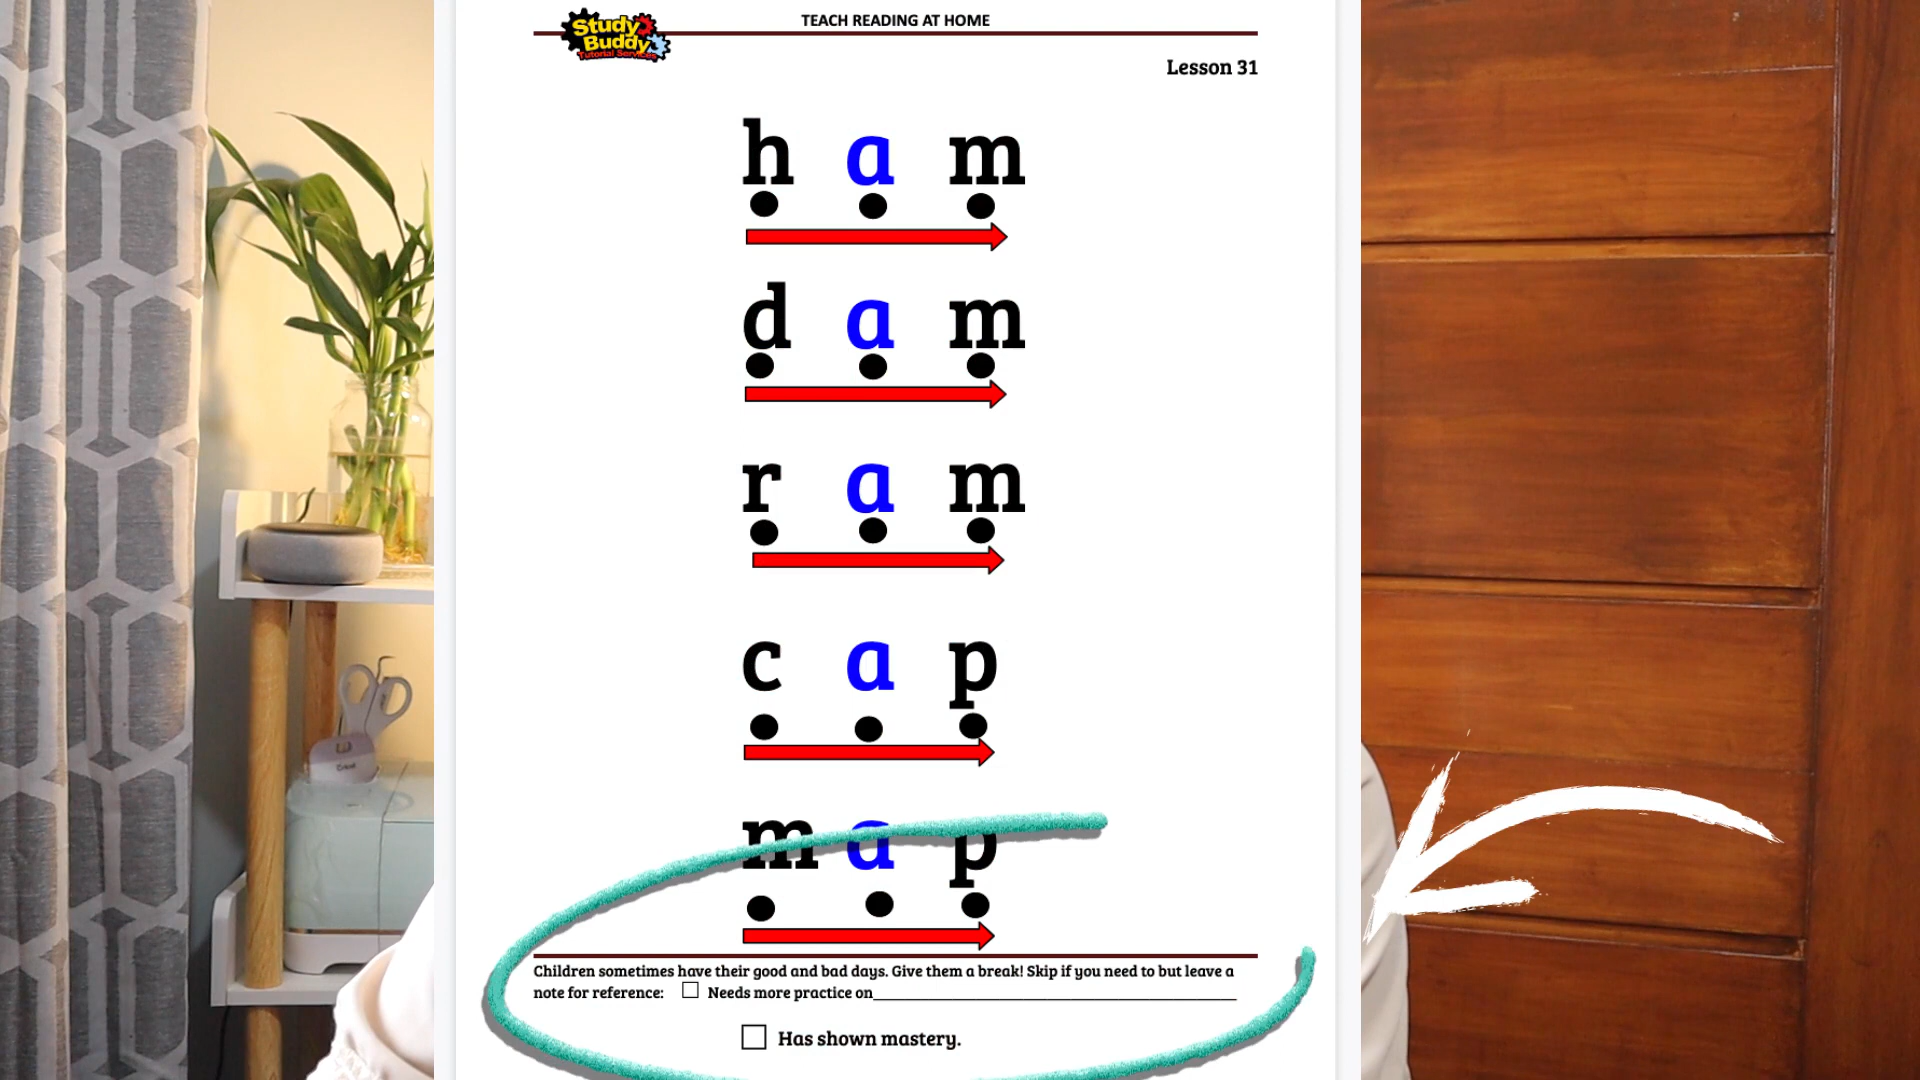 Study
Buddy
Tutorial Services
TEACH READING AT HOME
Lesson 31
h a m
d a m
r a m
c a p
m a p
Children sometimes have their good and bad days. Give them a break! Skip if you need to but leave a
note for reference: Needs more practice on____________________
Has shown mastery.